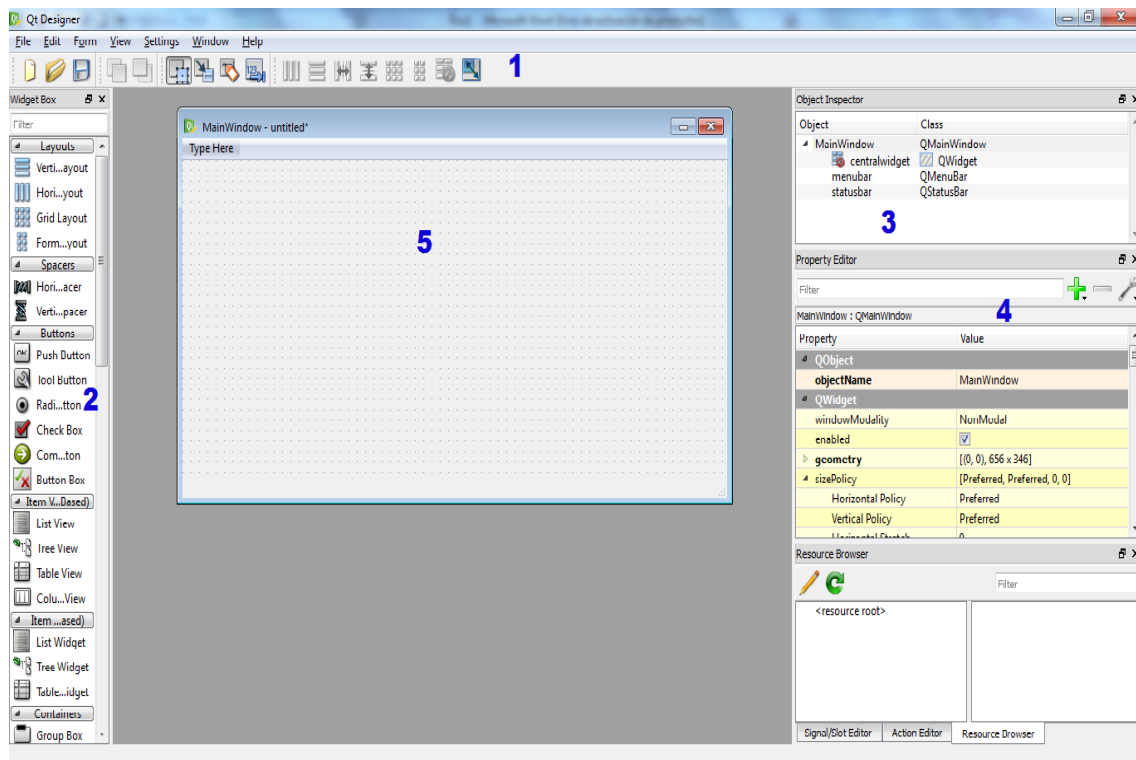 Qt Designer
File Edit Form View Settings Window Help
1
Widget Box
Filter
Layouts
Verti...ayout
Hori...yout
Grid Layout
Form...yout
Spacers
Hori...acer
Verti...pacer
Buttons
Push Button
Tool Button
Radi...tton
2
Check Box
Com...ton
Button Box
Item V...Based)
List View
Tree View
Table View
Colu...View
Item ...ased)
List Widget
Tree Widget
Table...idget
Containers
Group Box
MainWindow - untitled*
Type Here
5
Object Inspector
Object Class
MainWindow QMainWindow
centralwidget QWidget
menubar QMenuBar
statusbar QStatusBar
3
Property Editor
Filter
4
MainWindow : QMainWindow
Property Value
QObject
objectName MainWindow
QWidget
windowModality NonModal
enabled
geometry [(0, 0), 656 x 346]
sizePolicy [Preferred, Preferred, 0, 0]
Horizontal Policy Preferred
Vertical Policy Preferred
Horizontal Stretch 0
Resource Browser
Filter
<resource root>
Signal/Slot Editor Action Editor Resource Browser